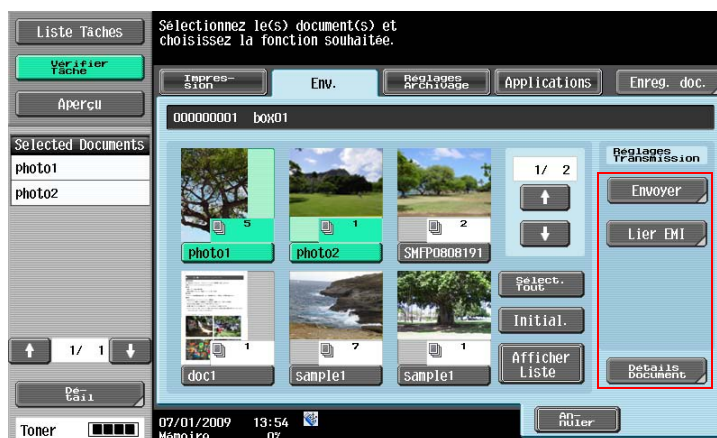 Liste Tâches
Vérifier
Tâche
Aperçu
Selected Documents
photo1
photo2
1/ 1
Dé-
tail
Toner
Sélectionnez le(s) document(s) et
choisissez la fonction souhaitée.
Impres-
sion
Env.
Réglages
Archivage
Applications
Enreg. doc.
000000001 box01
5
photo1
1
photo2
2
SMFP0808191
1
doc1
7
sample1
1
sample1
1/ 2
Sélect.
Tout
Initial.
Afficher
Liste
Réglages
Transmission
Envoyer
Lier EMI
Détails
Document
An-
nuler
07/01/2009 13:54
Mémoire 0%